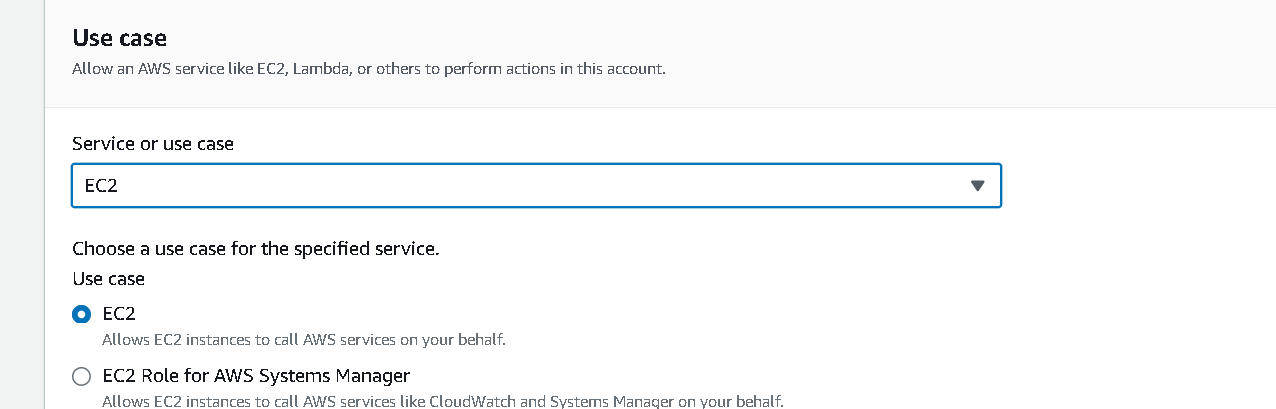 Use case
Allow an AWS service like EC2, Lambda, or others to perform actions in this account.
Service or use case
EC2
Choose a use case for the specified service.
Use case
EC2
Allows EC2 instances to call AWS services on your behalf.
EC2 Role for AWS Systems Manager
Allows EC2 instances to call AWS services like CloudWatch and Systems Manager on your behalf.